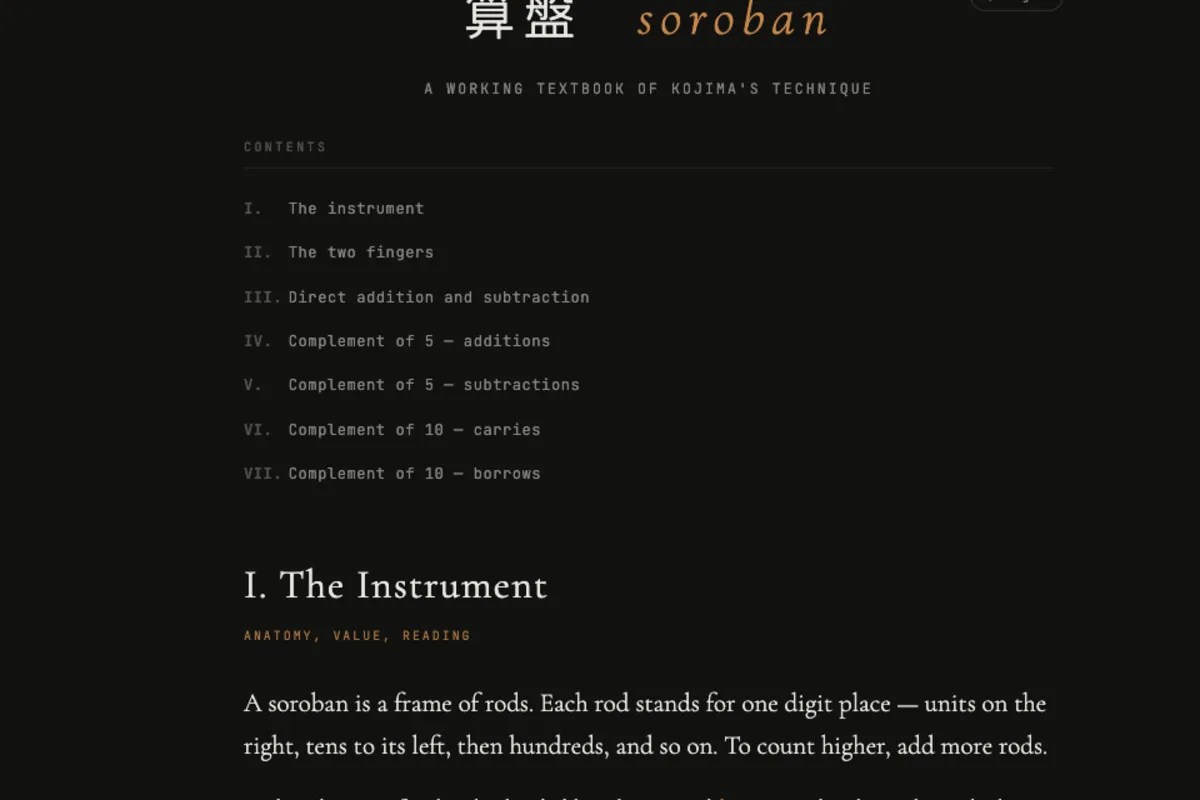 算盤 soroban
A WORKING TEXTBOOK OF KOJIMA'S TECHNIQUE
CONTENTS
I. The instrument
II. The two fingers
III. Direct addition and subtraction
IV. Complement of 5 — additions
V. Complement of 5 — subtractions
VI. Complement of 10 — carries
VII. Complement of 10 — borrows
I. The Instrument
ANATOMY, VALUE, READING
A soroban is a frame of rods. Each rod stands for one digit place — units on the
right, tens to its left, then hundreds, and so on. To count higher, add more rods.